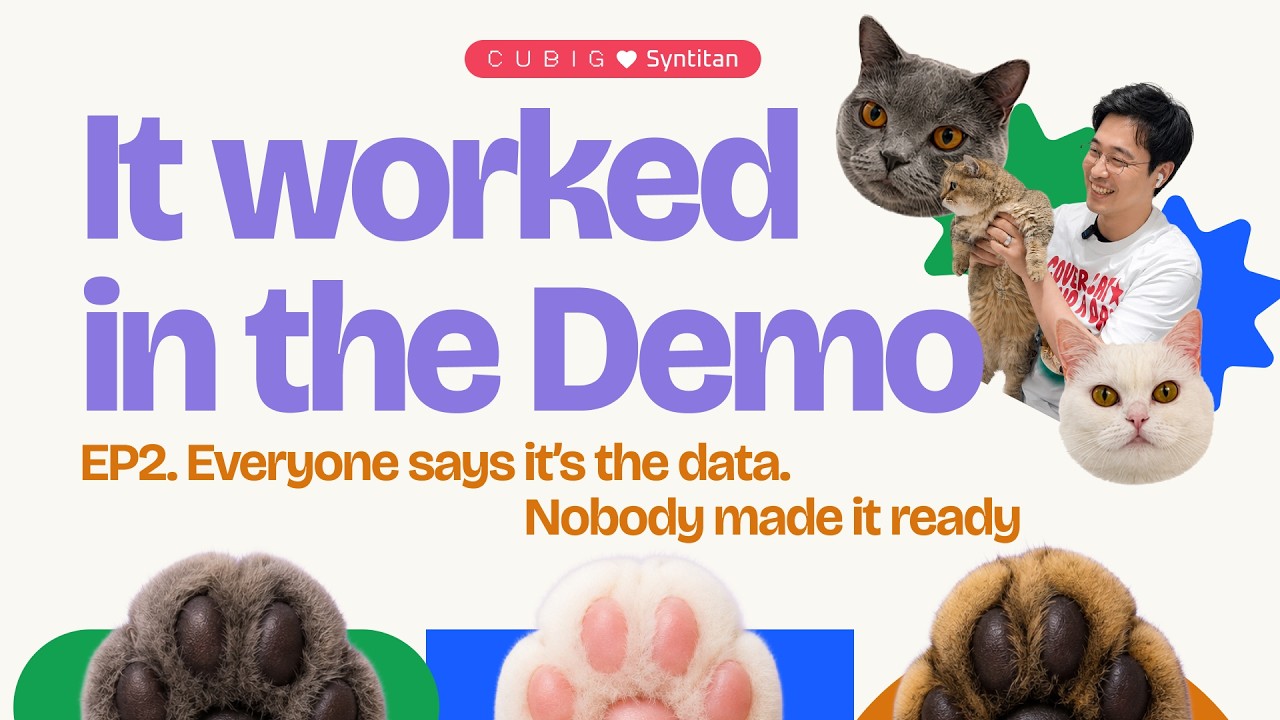 CUBIG Syntitan
It worked
in the Demo
EP2. Everyone says it's the data.
Nobody made it ready